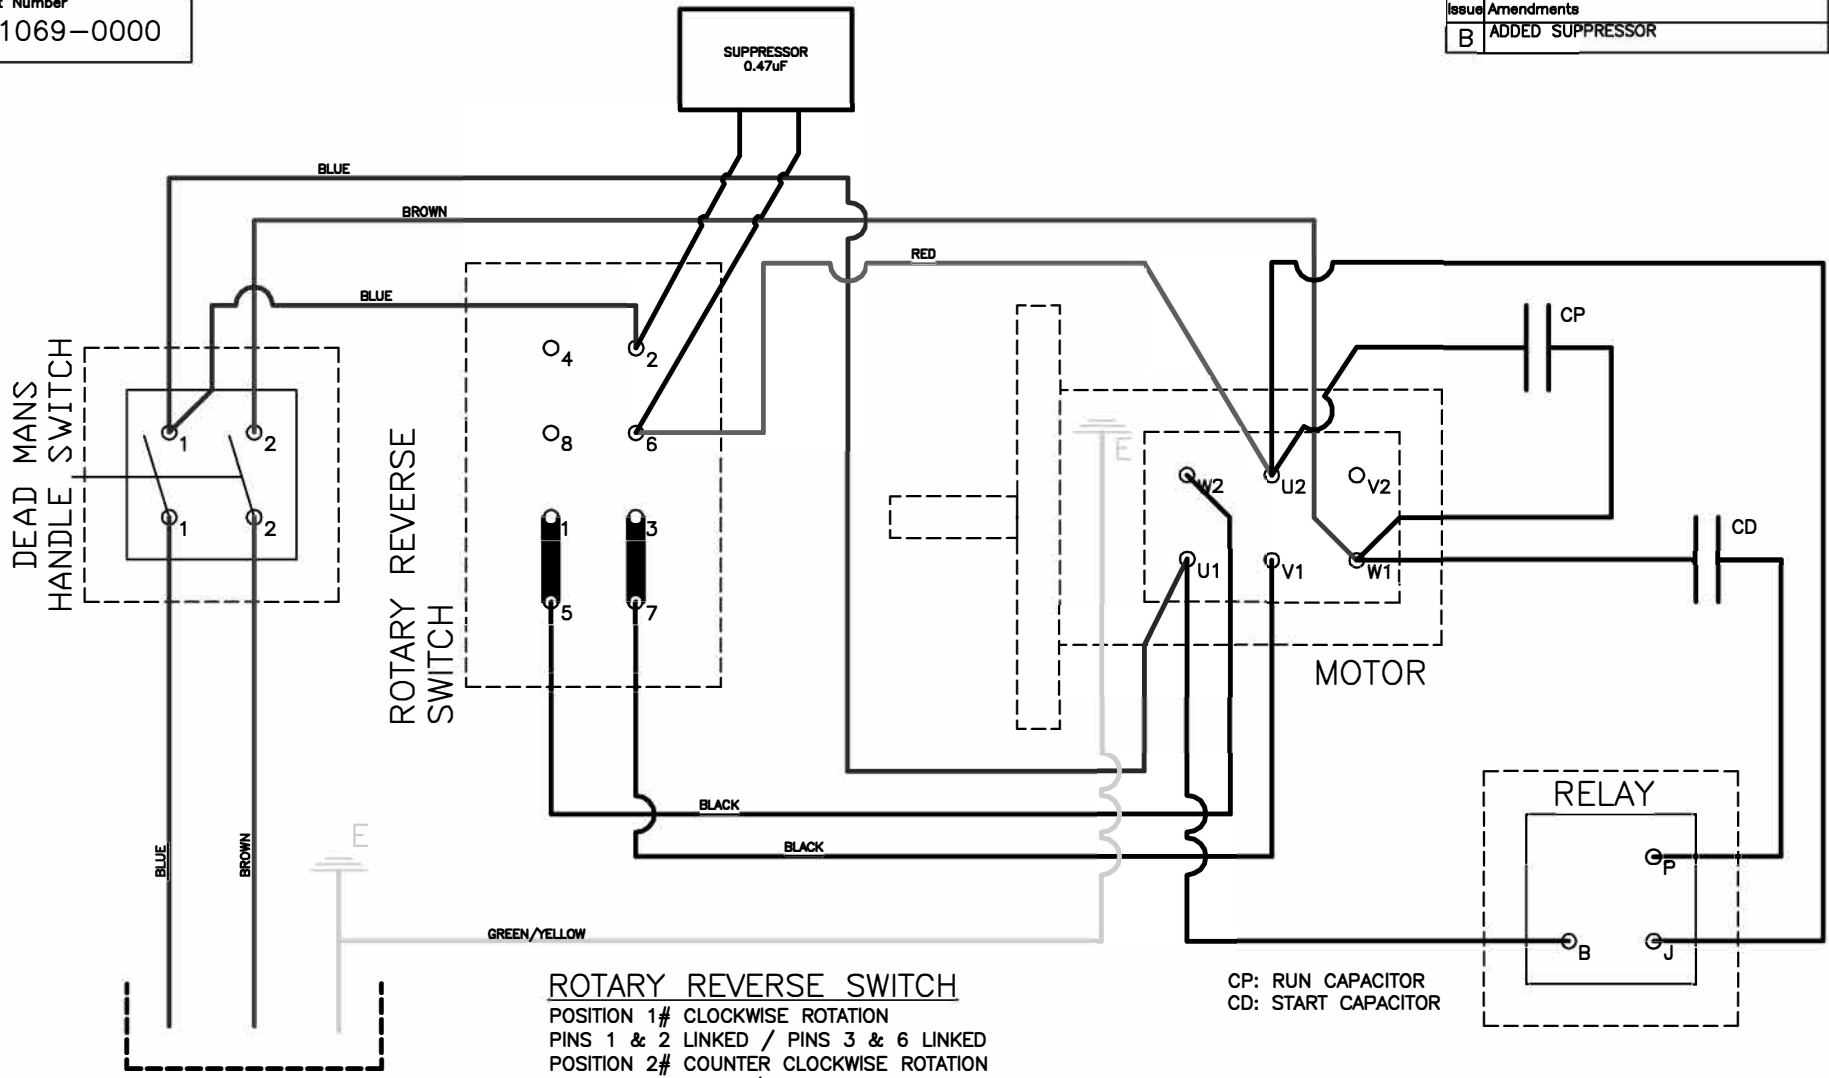 Number
1069-0000
Issue Amendments
B ADDED SUPPRESSOR
SUPPRESSOR
0.47uF
BLUE
BROWN
RED
BLUE
CP
DEAD MANS
HANDLE SWITCH
1
2
1
2
ROTARY REVERSE
SWITCH
4
2
8
6
1
3
5
7
E
W2
U2
V2
U1
V1
W1
CD
MOTOR
BLACK
BLACK
RELAY
P
B
J
BLUE
BROWN
E
GREEN/YELLOW
ROTARY REVERSE SWITCH
POSITION 1# CLOCKWISE ROTATION
PINS 1 & 2 LINKED / PINS 3 & 6 LINKED
POSITION 2# COUNTER CLOCKWISE ROTATION
CP: RUN CAPACITOR
CD: START CAPACITOR